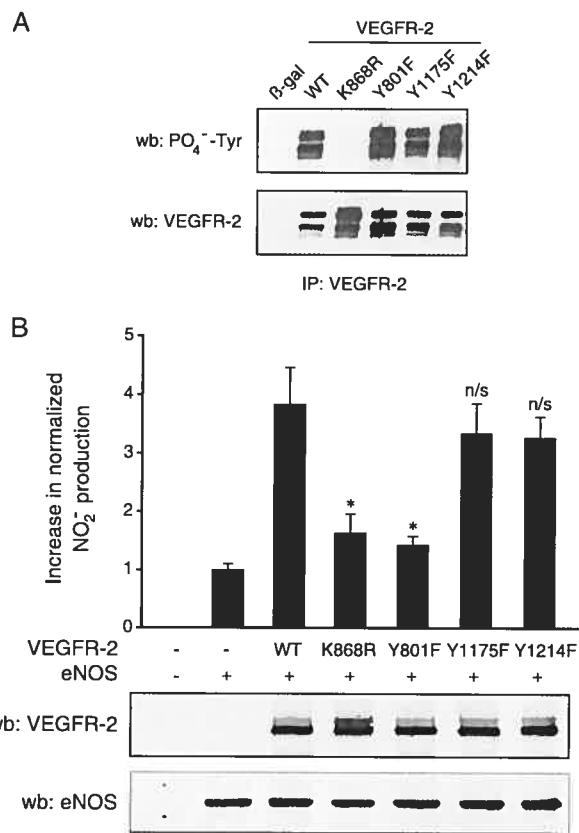 A
VEGFR-2
ß-gal WT K868R Y801F Y1175F Y1214F
wb: PO4⁻-Tyr
wb: VEGFR-2
IP: VEGFR-2
B
Increase in normalized
NO2⁻ production
5
4
3
2
1
0
* * n/s n/s
VEGFR-2 - - WT K868R Y801F Y1175F Y1214F
eNOS - + + + + + +
wb: VEGFR-2
wb: eNOS